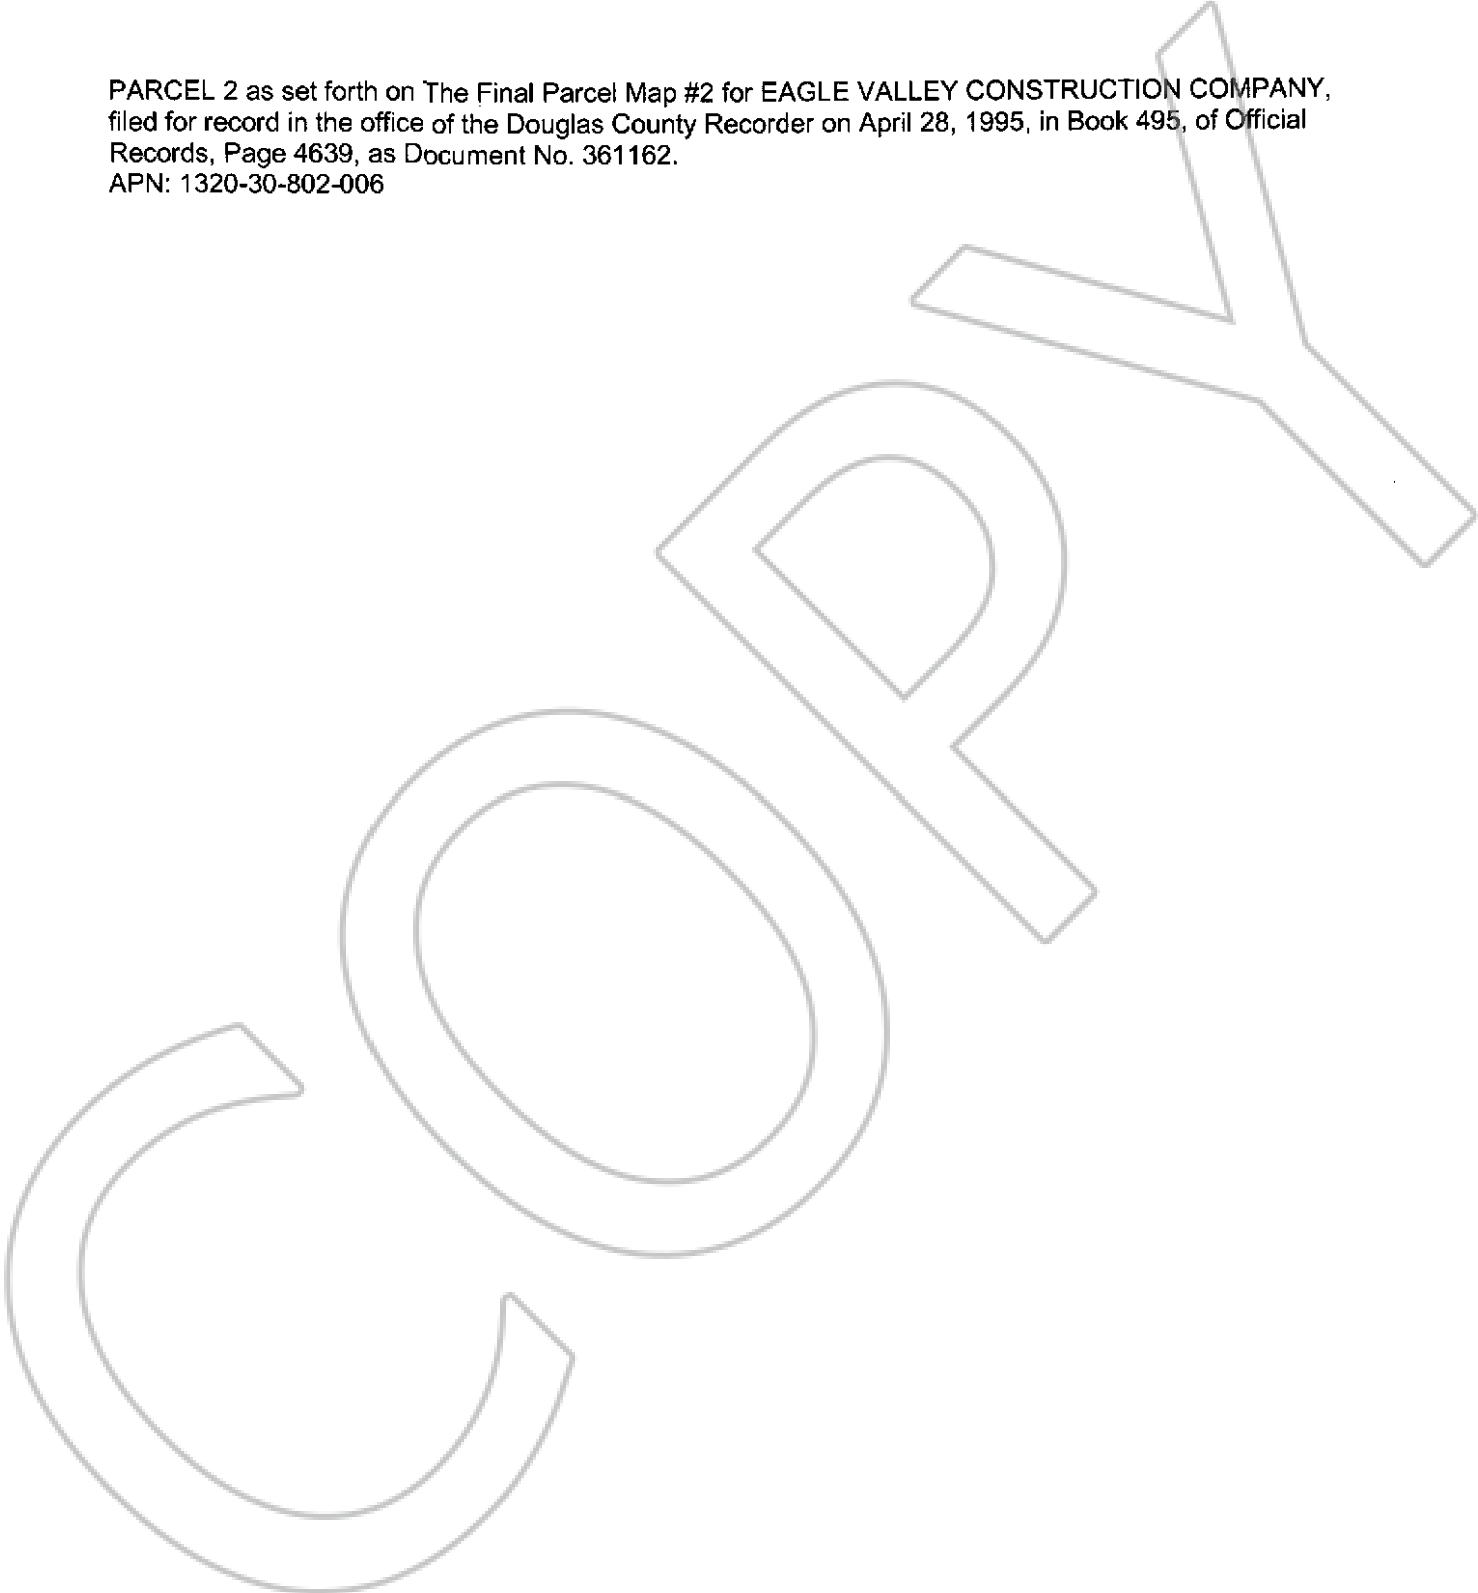 PARCEL 2 as set forth on The Final Parcel Map #2 for EAGLE VALLEY CONSTRUCTION COMPANY,
filed for record in the office of the Douglas County Recorder on April 28, 1995, in Book 495, of Official
Records, Page 4639, as Document No. 361162.
APN: 1320-30-802-006
COPY